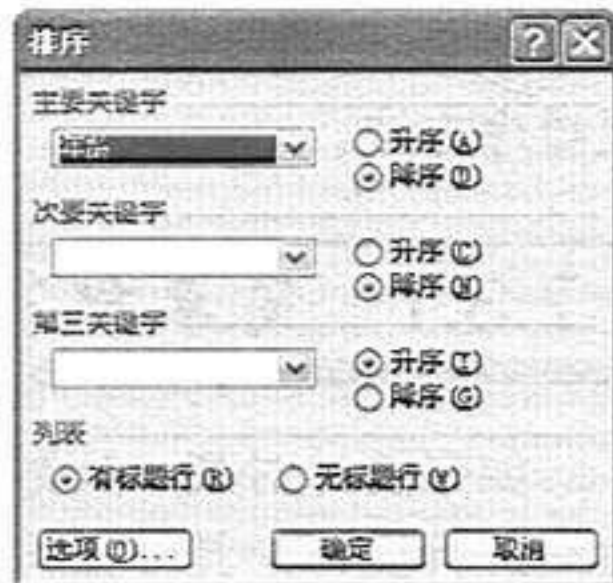 排序
主要关键字
年龄
升序(A)
降序(D)
次要关键字
升序(C)
降序(N)
第三关键字
升序(T)
降序(G)
列表
有标题行(R) 无标题行(W)
选项(O)... 确定 取消